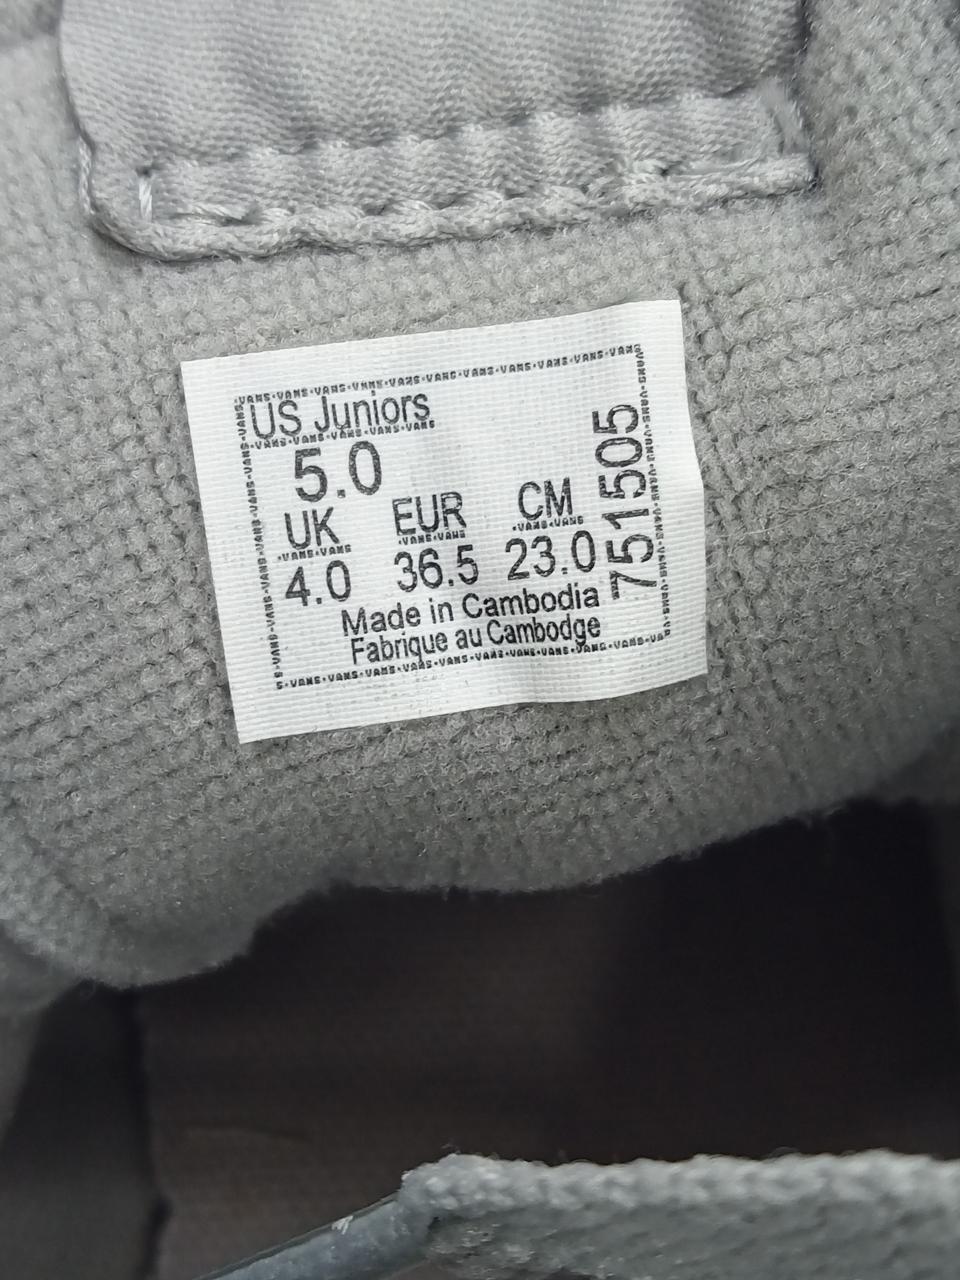 US Juniors
5.0
UK EUR CM
4.0 36.5 23.0
Made in Cambodia
Fabrique au Cambodge
751505